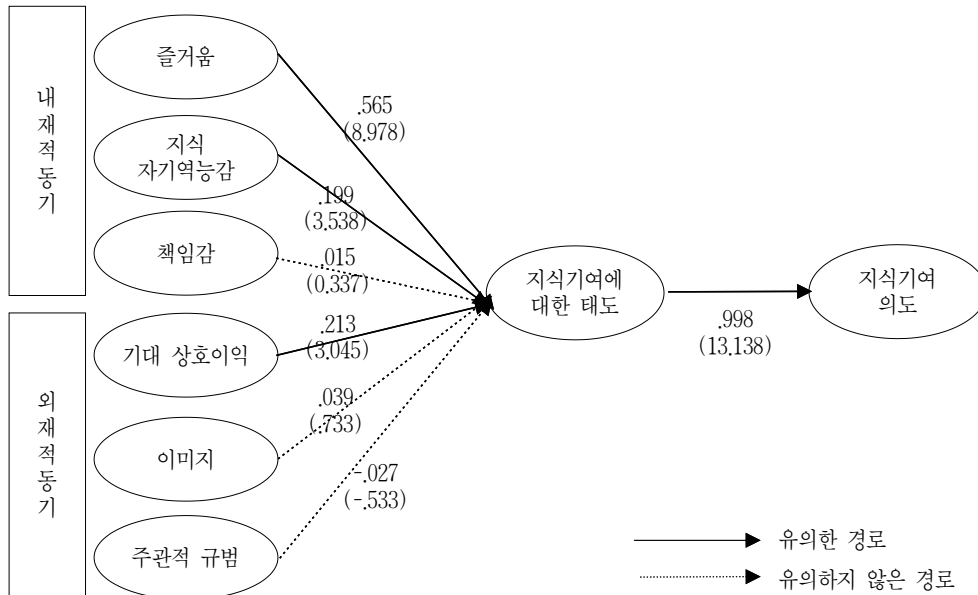 내재적동기
즐거움
지식
자기역능감
책임감
외재적동기
기대 상호이익
이미지
주관적 규범
.565
(8.978)
.199
(3.538)
.015
(0.337)
.213
(3.045)
.039
(.733)
-.027
(-.533)
지식기여에
대한 태도
.998
(13.138)
지식기여
의도
유의한 경로
유의하지 않은 경로